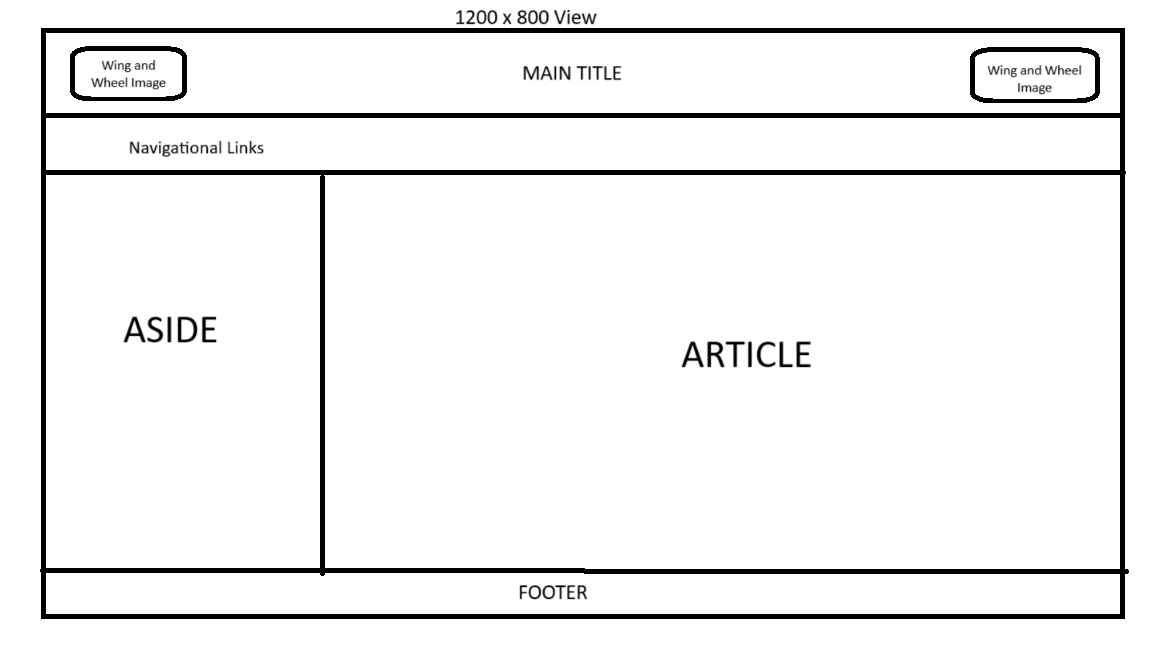 1200 x 800 View
Wing and
Wheel Image
MAIN TITLE
Wing and Wheel
Image
Navigational Links
ASIDE
ARTICLE
FOOTER